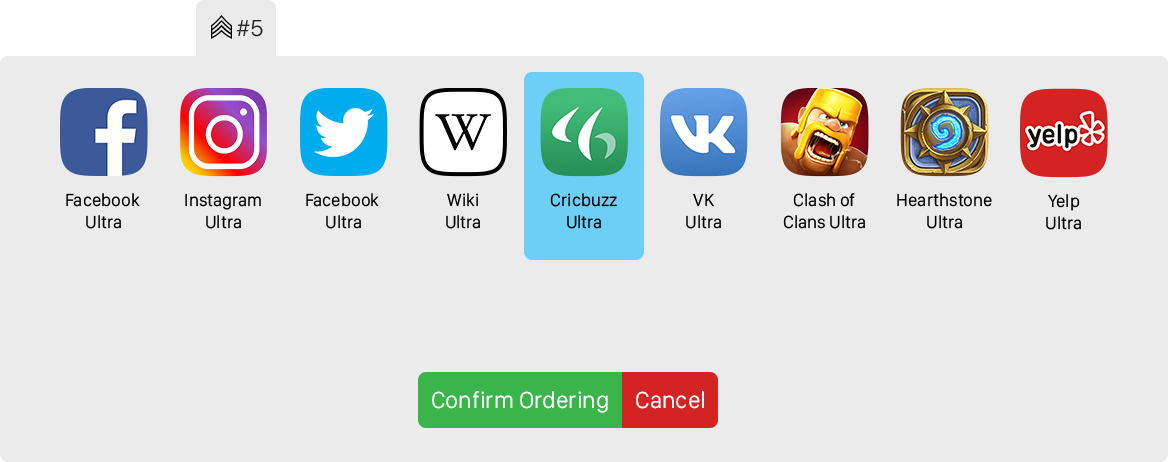 #5
f
W
VK
yelp
Facebook
Ultra
Instagram
Ultra
Facebook
Ultra
Wiki
Ultra
Cricbuzz
Ultra
VK
Ultra
Clash of
Clans Ultra
Hearthstone
Ultra
Yelp
Ultra
Confirm Ordering
Cancel